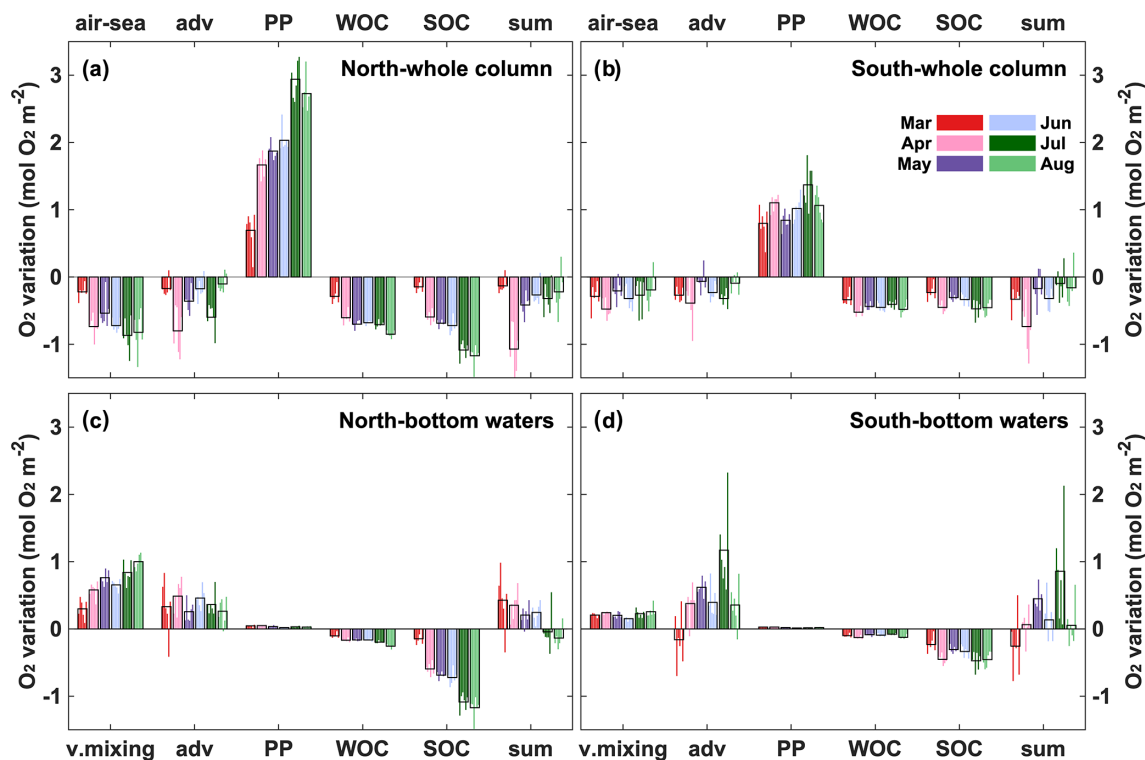 air-sea adv PP WOC SOC sum air-sea adv PP WOC SOC sum
(a) North-whole column
(b) South-whole column
3
2
1
0
-1
O2 variation (mol O2 m-2)
3
2
1
0
-1
O2 variation (mol O2 m-2)
Mar Jun
Apr Jul
May Aug
(c) North-bottom waters
(d) South-bottom waters
3
2
1
0
-1
O2 variation (mol O2 m-2)
3
2
1
0
-1
O2 variation (mol O2 m-2)
v.mixing adv PP WOC SOC sum v.mixing adv PP WOC SOC sum